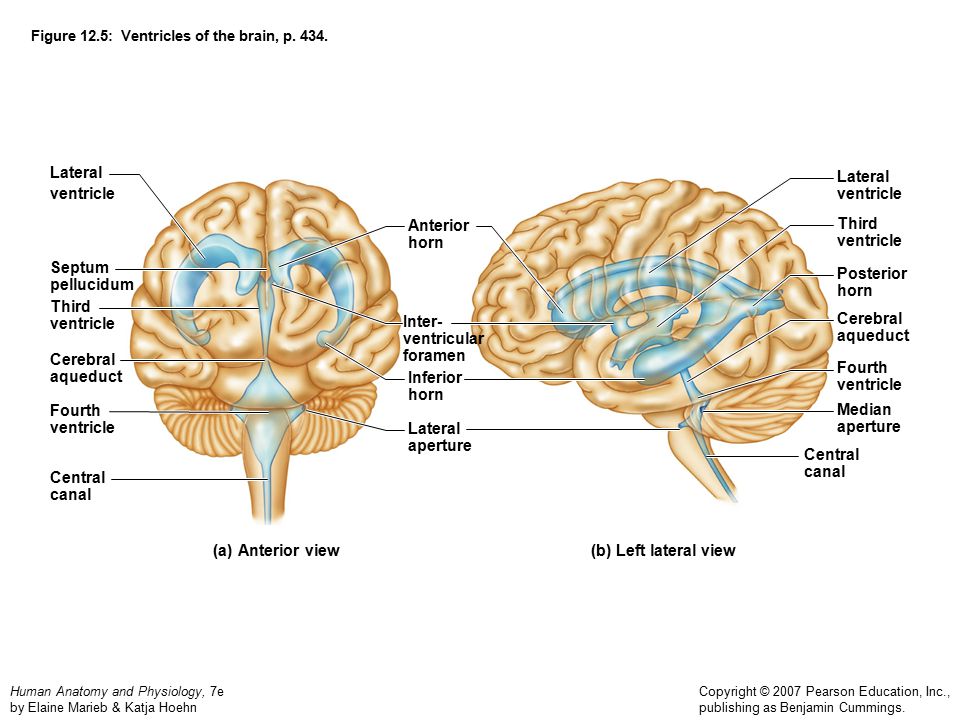 Figure 12.5: Ventricles of the brain, p. 434.
Lateral
ventricle
Septum
pellucidum
Third
ventricle
Cerebral
aqueduct
Fourth
ventricle
Central
canal
Anterior
horn
Inter-
ventricular
foramen
Inferior
horn
Lateral
aperture
Lateral
ventricle
Third
ventricle
Posterior
horn
Cerebral
aqueduct
Fourth
ventricle
Median
aperture
Central
canal
(a) Anterior view
(b) Left lateral view
Human Anatomy and Physiology, 7e
by Elaine Marieb & Katja Hoehn
Copyright © 2007 Pearson Education, Inc.,
publishing as Benjamin Cummings.